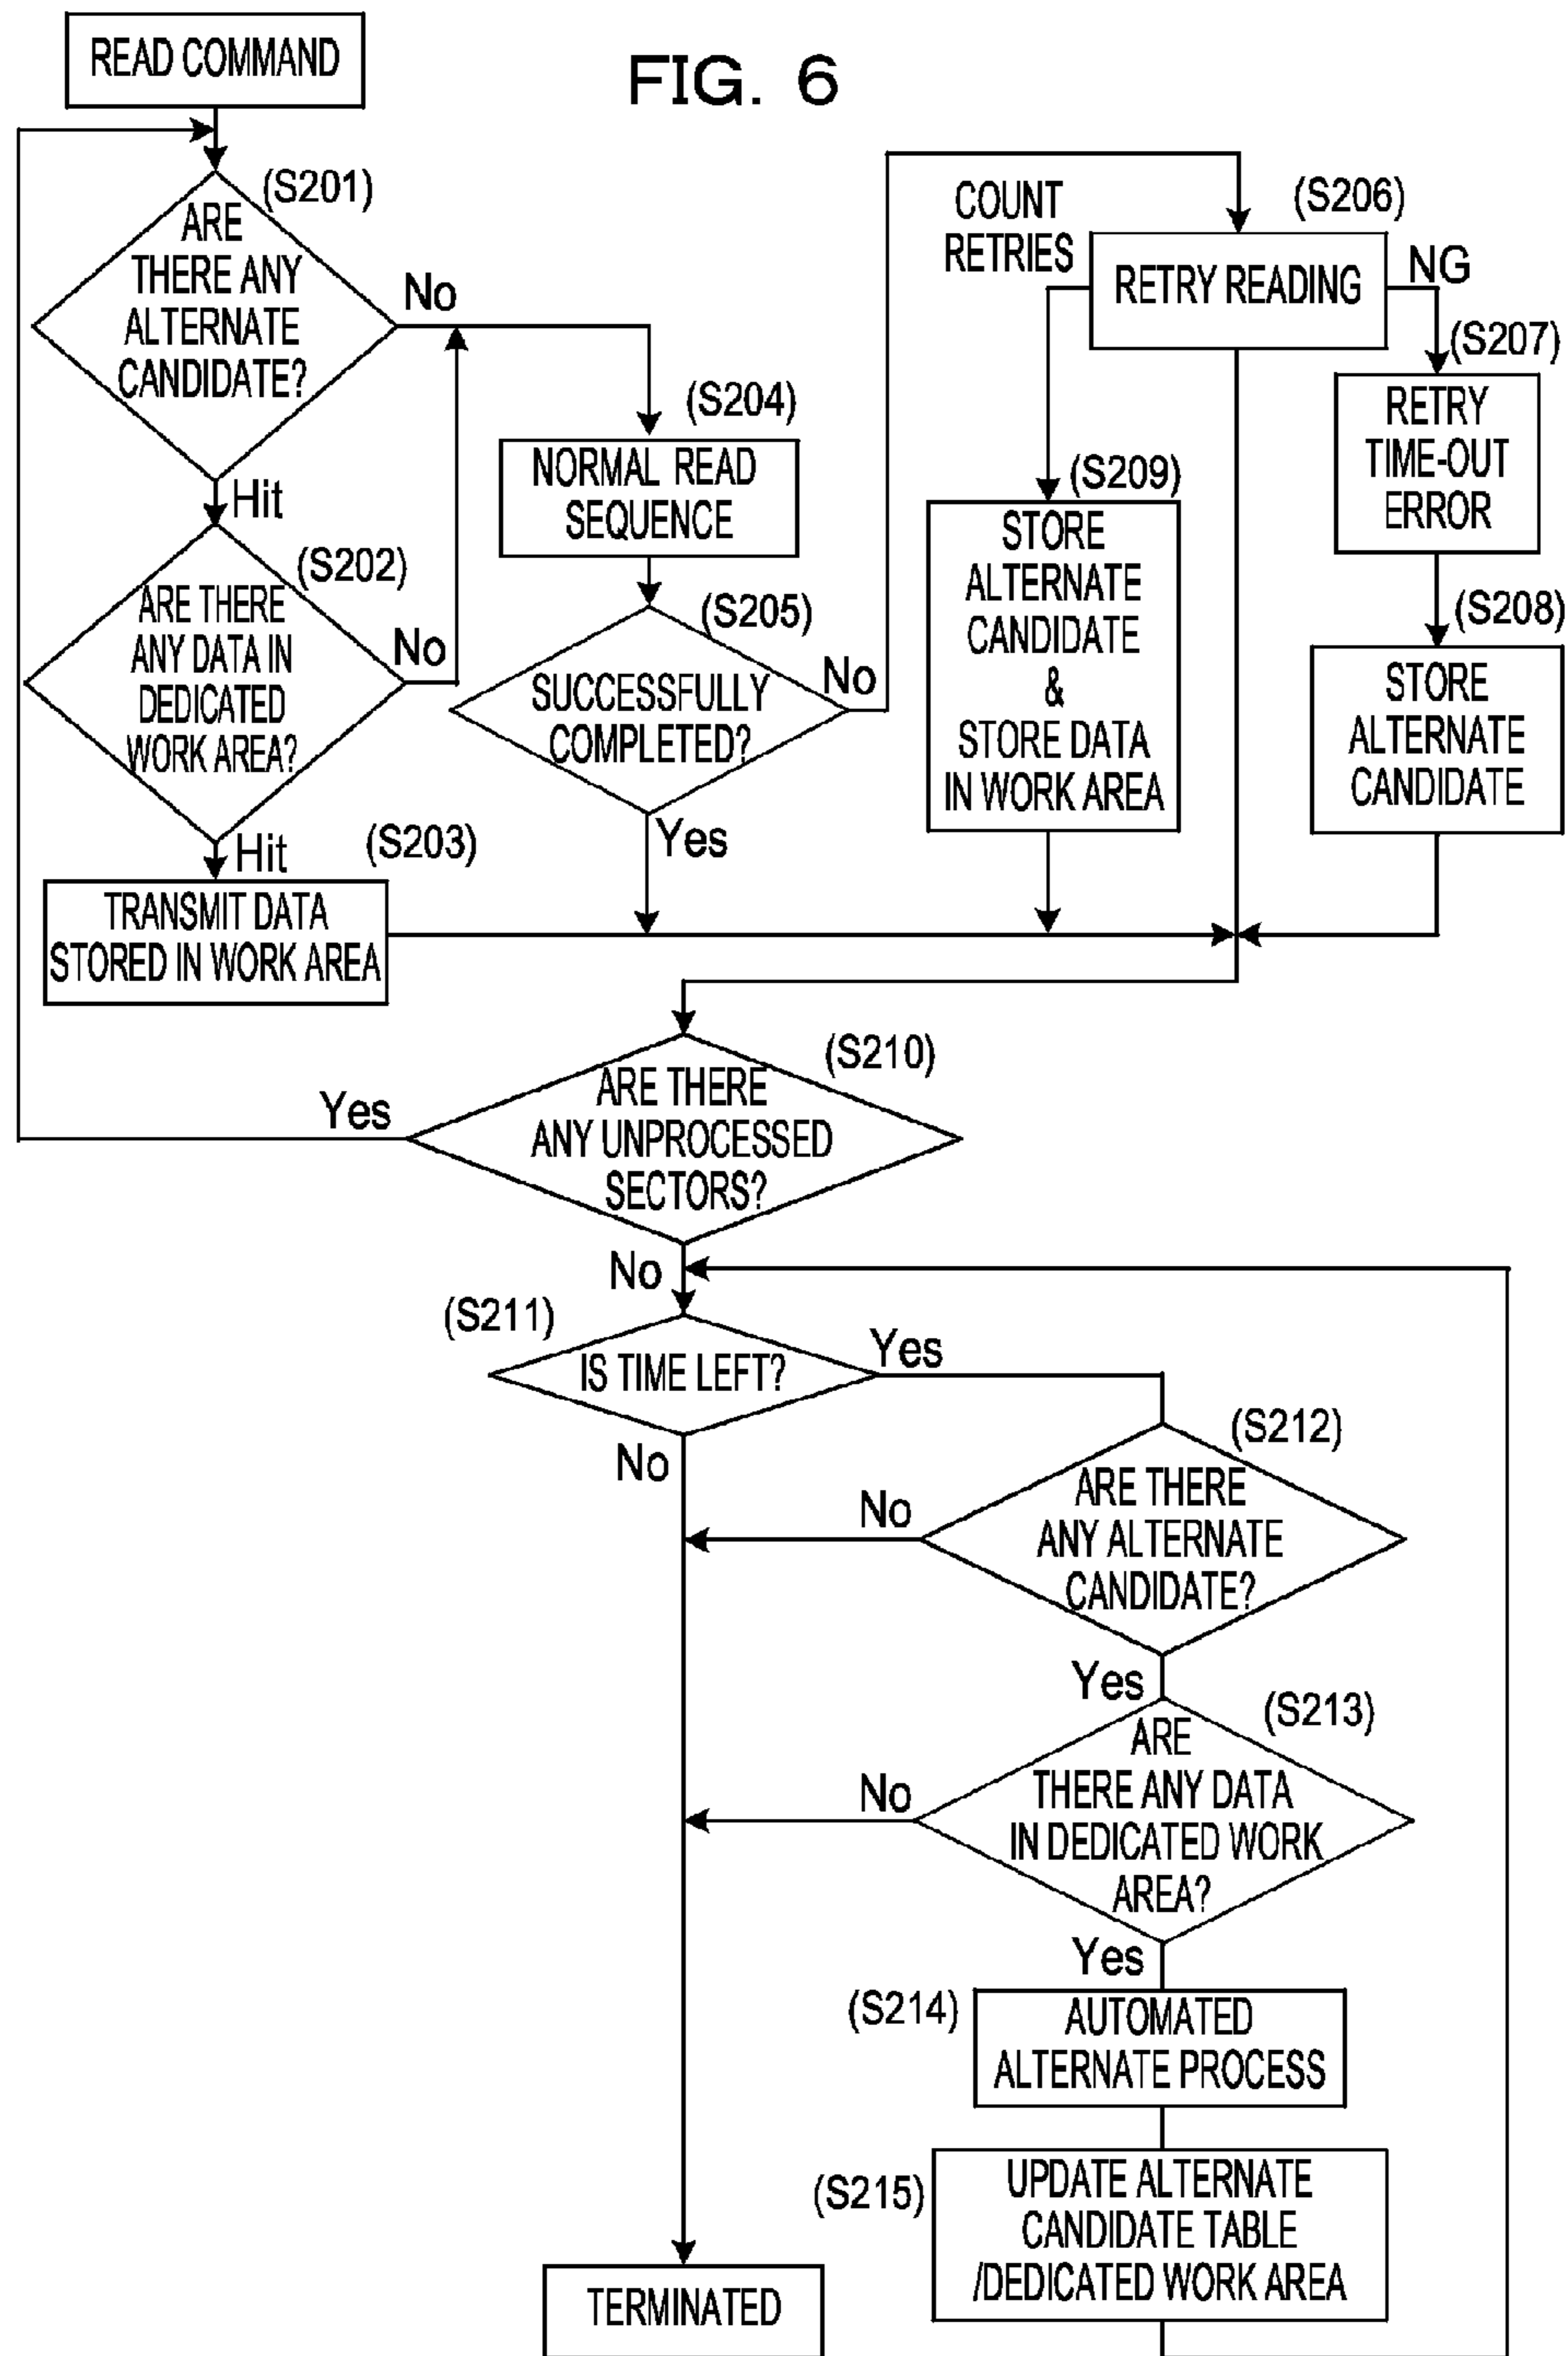 READ COMMAND
FIG. 6
(S201)
ARE
THERE ANY
ALTERNATE
CANDIDATE?
No
Hit
(S202)
ARE THERE
ANY DATA IN
DEDICATED
WORK AREA?
No
Hit
(S203)
TRANSMIT DATA
STORED IN WORK AREA
(S204)
NORMAL READ
SEQUENCE
(S205)
SUCCESSFULLY
COMPLETED?
No
Yes
COUNT
RETRIES
(S206)
RETRY READING
NG
(S207)
RETRY
TIME-OUT
ERROR
(S208)
STORE
ALTERNATE
CANDIDATE
(S209)
STORE
ALTERNATE
CANDIDATE
&
STORE DATA
IN WORK AREA
(S210)
ARE THERE
ANY UNPROCESSED
SECTORS?
Yes
No
(S211)
IS TIME LEFT?
Yes
No
(S212)
ARE THERE
ANY ALTERNATE
CANDIDATE?
No
Yes
(S213)
ARE
THERE ANY DATA
IN DEDICATED WORK
AREA?
No
Yes
(S214)
AUTOMATED
ALTERNATE PROCESS
(S215)
UPDATE ALTERNATE
CANDIDATE TABLE
/DEDICATED WORK AREA
TERMINATED